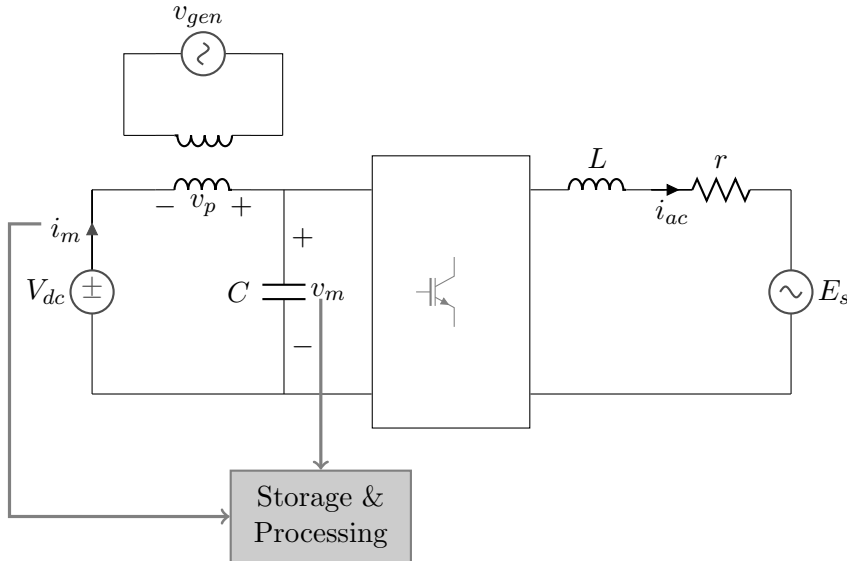 v_gen
L
r
− v_p +
i_m
i_ac
+
V_dc
±
C
v_m
E_s
−
Storage &
Processing